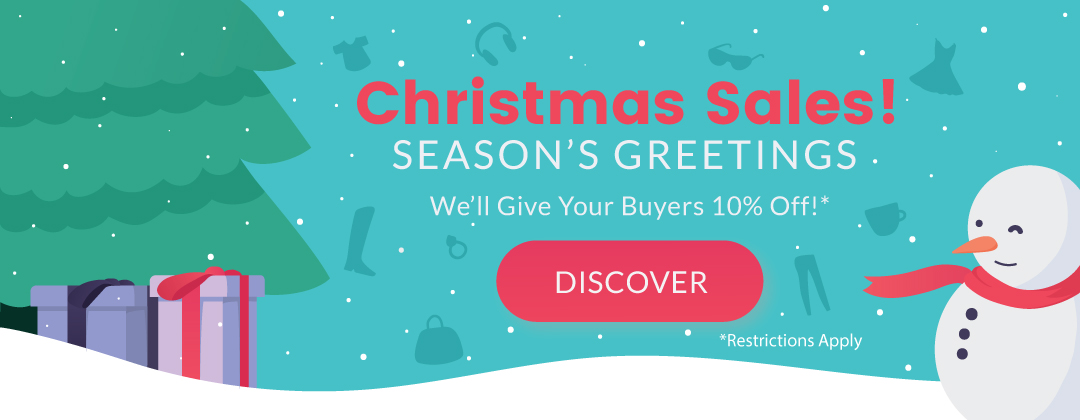 Christmas Sales!
SEASON’S GREETINGS
We’ll Give Your Buyers 10% Off!*
DISCOVER
*Restrictions Apply